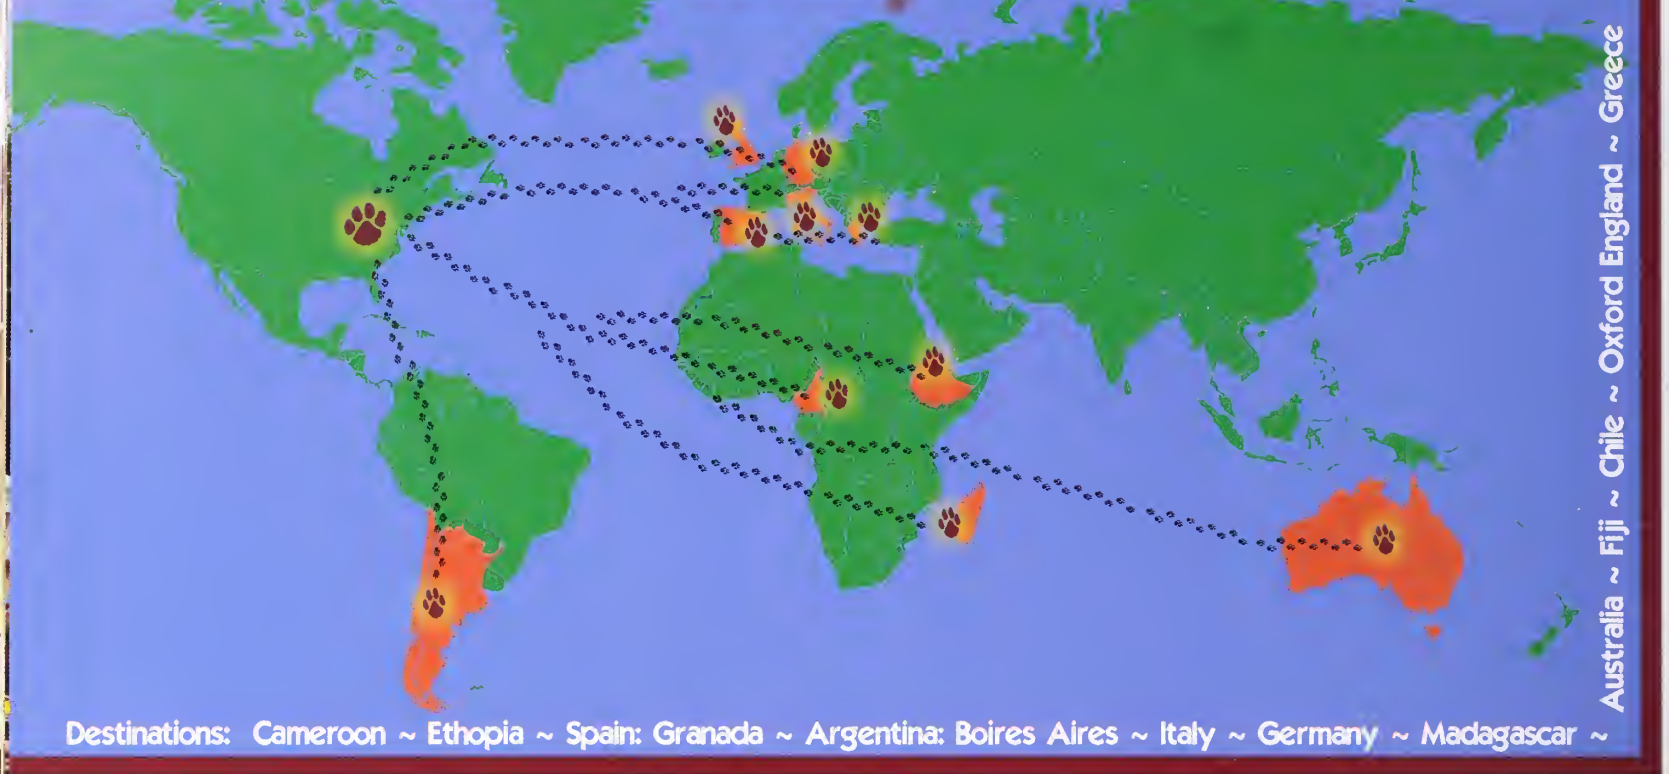 Destinations: Cameroon ~ Ethopia ~ Spain: Granada ~ Argentina: Boires Aires ~ Italy ~ Germany ~ Madagascar ~
Australia ~ Fiji ~ Chile ~ Oxford England ~ Greece